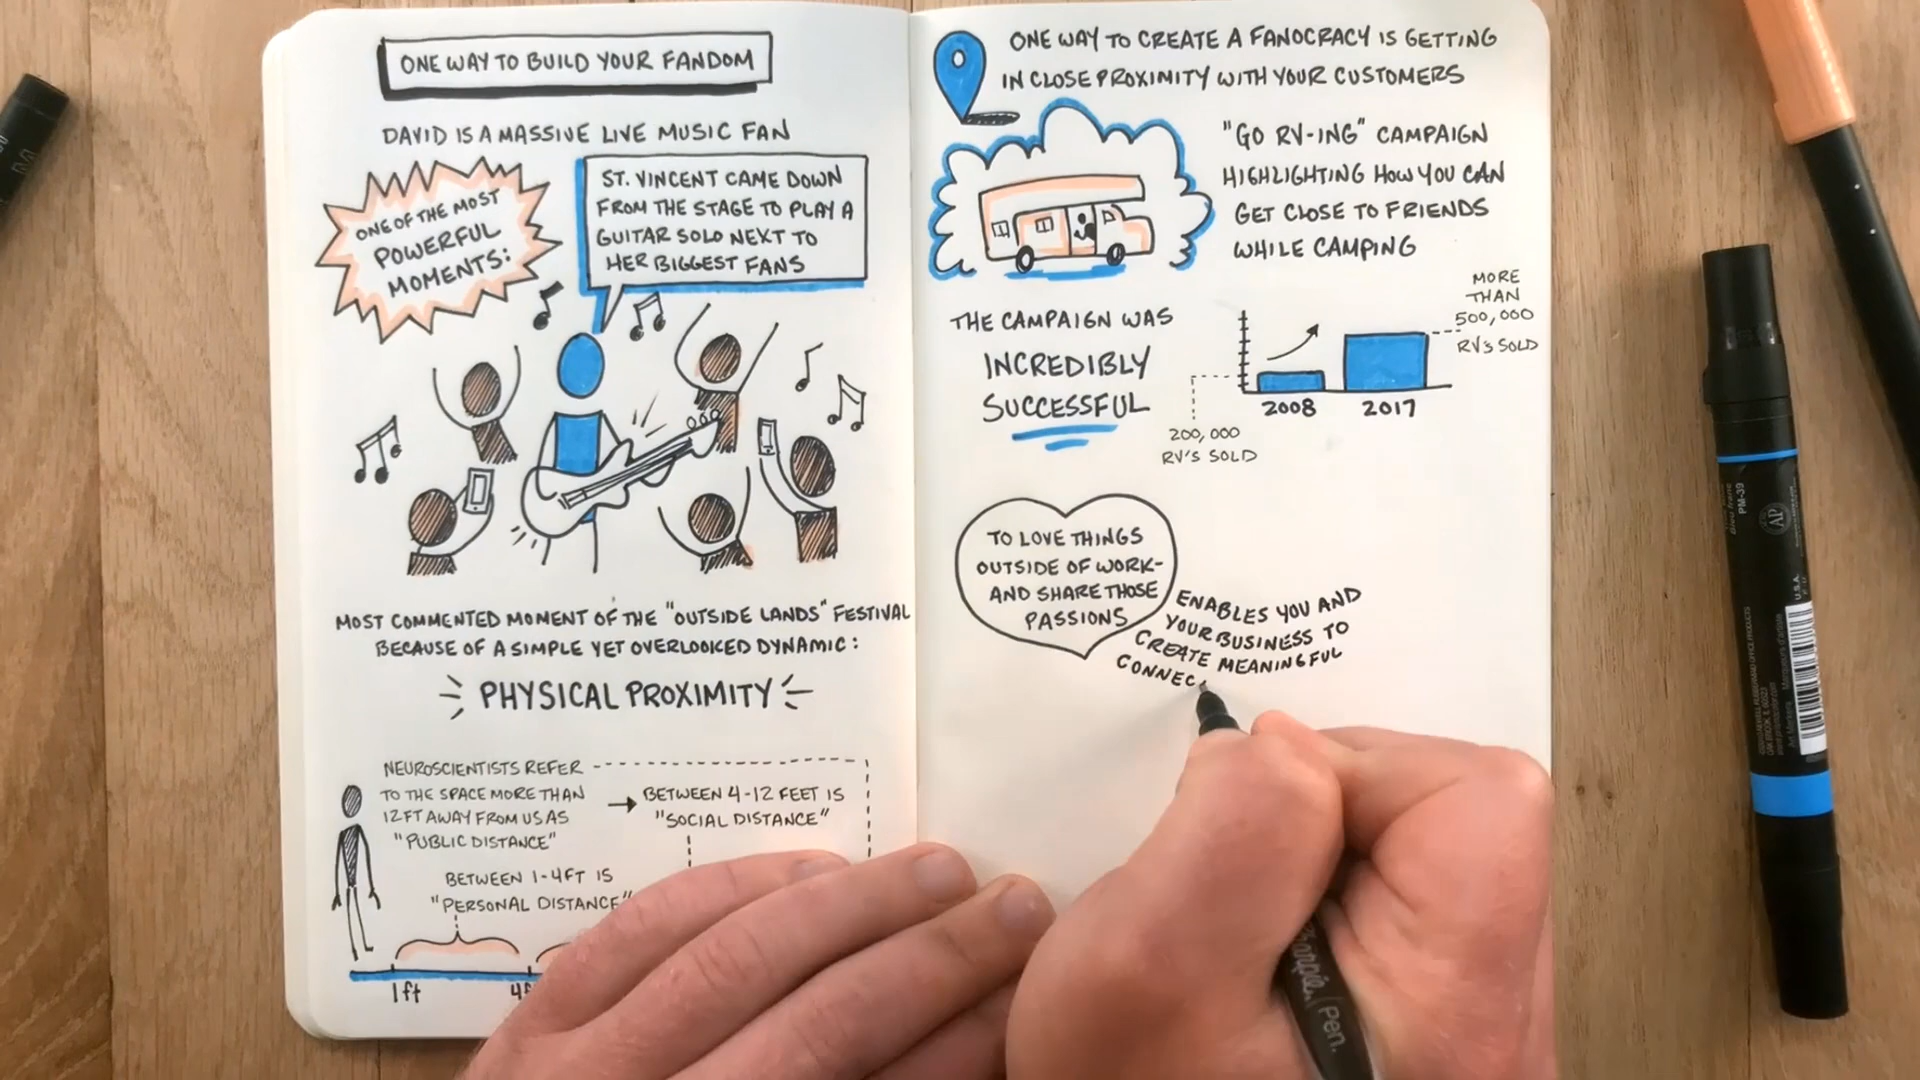 ONE WAY TO BUILD YOUR FANDOM
DAVID IS A MASSIVE LIVE MUSIC FAN
ONE OF THE MOST
POWERFUL
MOMENTS:
ST. VINCENT CAME DOWN
FROM THE STAGE TO PLAY A
GUITAR SOLO NEXT TO
HER BIGGEST FANS
MOST COMMENTED MOMENT OF THE "OUTSIDE LANDS" FESTIVAL
BECAUSE OF A SIMPLE YET OVERLOOKED DYNAMIC:
PHYSICAL PROXIMITY
NEUROSCIENTISTS REFER
TO THE SPACE MORE THAN
12FT AWAY FROM US AS
"PUBLIC DISTANCE"
BETWEEN 4-12 FEET IS
"SOCIAL DISTANCE"
BETWEEN 1-4FT IS
"PERSONAL DISTANCE"
1ft
4f
ONE WAY TO CREATE A FANOCRACY IS GETTING
IN CLOSE PROXIMITY WITH YOUR CUSTOMERS
"GO RV-ING" CAMPAIGN
HIGHLIGHTING HOW YOU CAN
GET CLOSE TO FRIENDS
WHILE CAMPING
THE CAMPAIGN WAS
INCREDIBLY
SUCCESSFUL
MORE
THAN
500,000
RV's SOLD
2008 2017
200,000
RV'S SOLD
TO LOVE THINGS
OUTSIDE OF WORK-
AND SHARE THOSE
PASSIONS
ENABLES YOU AND
YOUR BUSINESS TO
CREATE MEANINGFUL
CONNEC
Sharpie/Pen.
PM-39
AP
U.S.A.